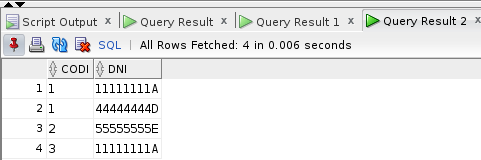 Script Output Query Result Query Result 1 Query Result 2
SQL | All Rows Fetched: 4 in 0.006 seconds
CODI DNI
1 1 11111111A
2 1 44444444D
3 2 55555555E
4 3 11111111A